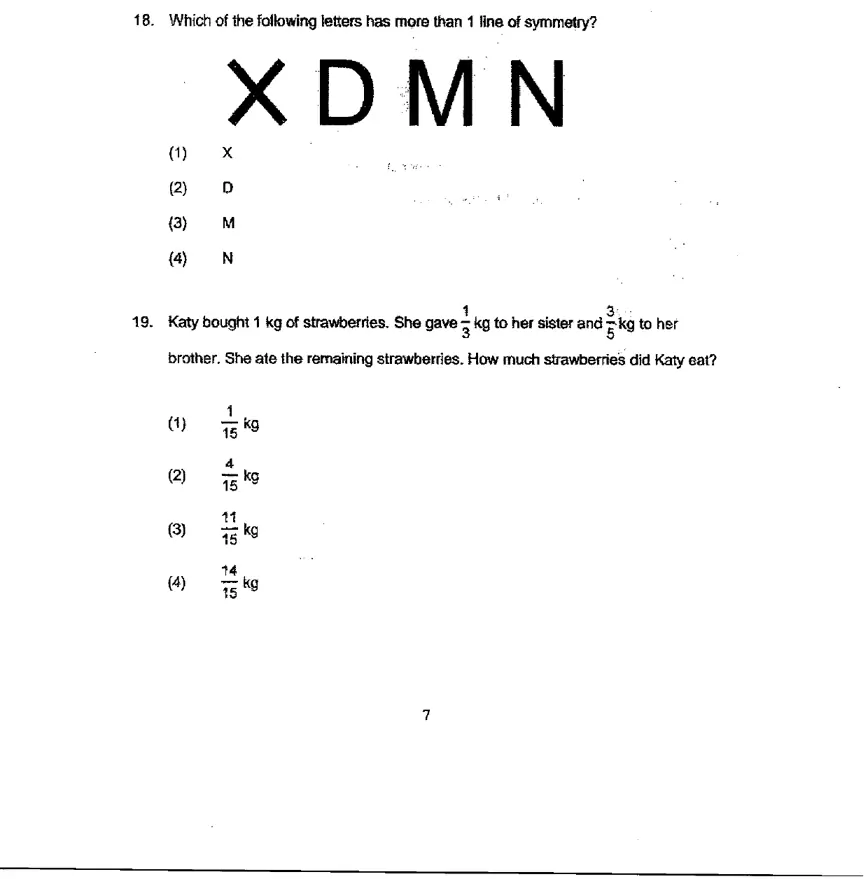 18. Which of the following letters has more than 1 line of symmetry?
X D M N
(1) X
(2) D
(3) M
(4) N
19. Katy bought 1 kg of strawberries. She gave 1/3 kg to her sister and 3/5 kg to her
brother. She ate the remaining strawberries. How much strawberries did Katy eat?
(1) 1/15 kg
(2) 4/15 kg
(3) 11/15 kg
(4) 14/15 kg
7